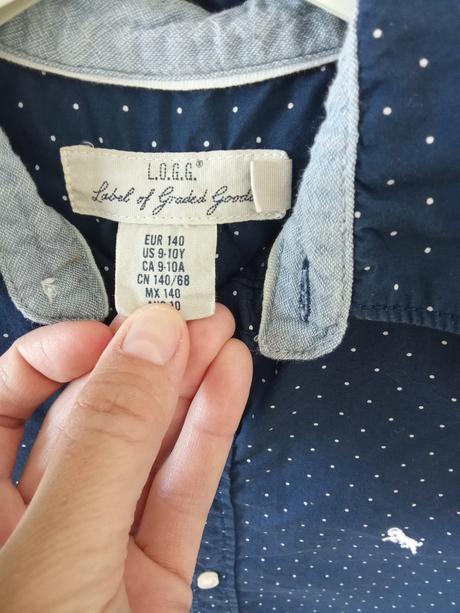 L.O.G.G.®
Label of Graded Goods
EUR 140
US 9-10Y
CA 9-10A
CN 140/68
MX 140